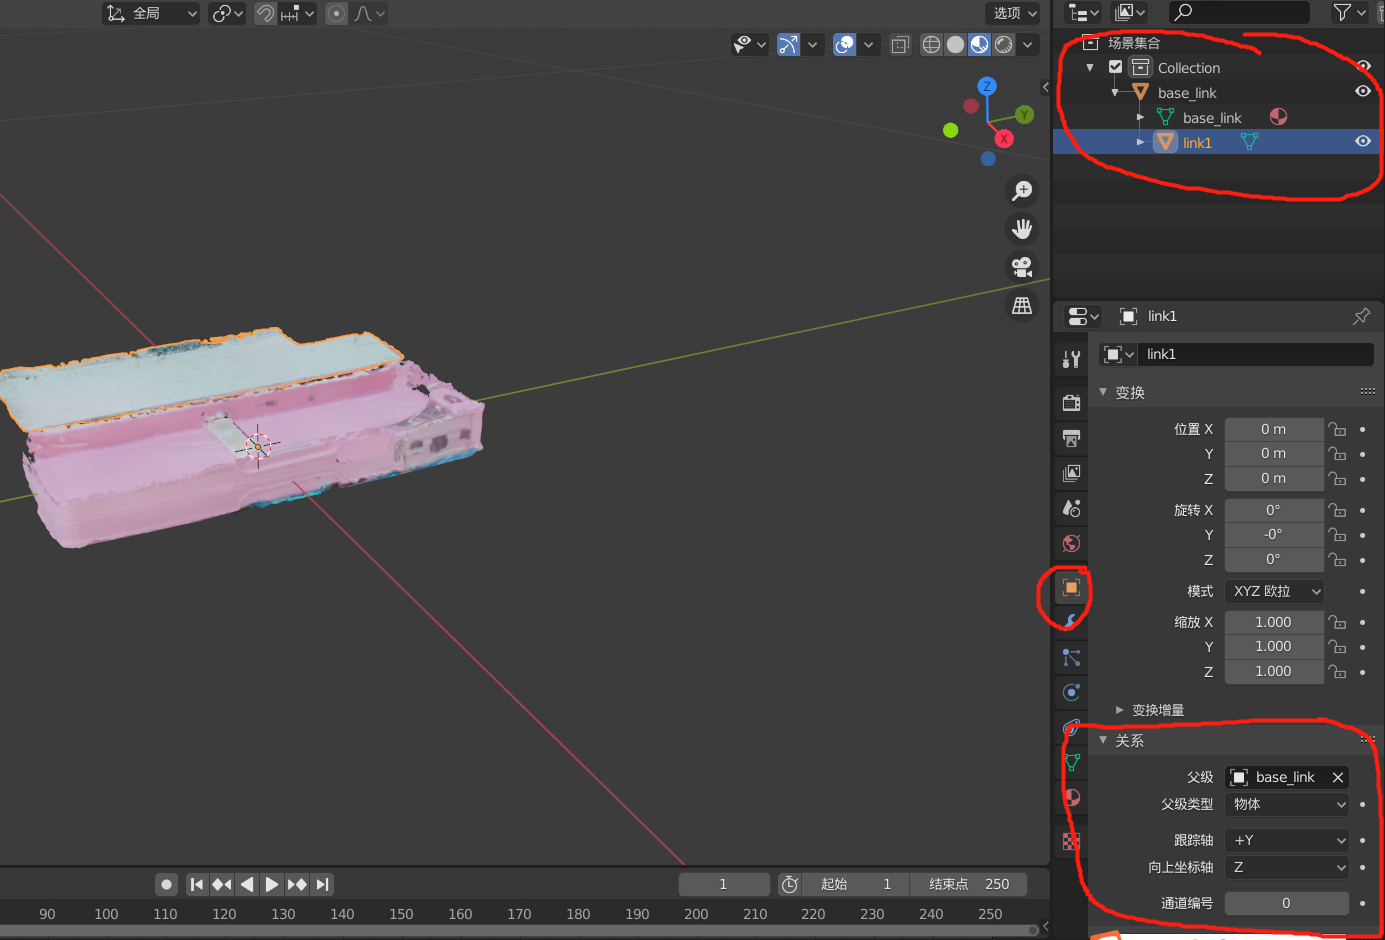 全局
选项
场景集合
Collection
base_link
base_link
link1
Z
Y
X
link1
link1
变换
位置 X 0 m
Y 0 m
Z 0 m
旋转 X 0°
Y -0°
Z 0°
模式 XYZ 欧拉
缩放 X 1.000
Y 1.000
Z 1.000
变换增量
关系
父级 base_link
父级类型 物体
跟踪轴 +Y
向上坐标轴 Z
通道编号 0
1 起始 1 结束点 250
90 100 110 120 130 140 150 160 170 180 190 200 210 220 230 240 250